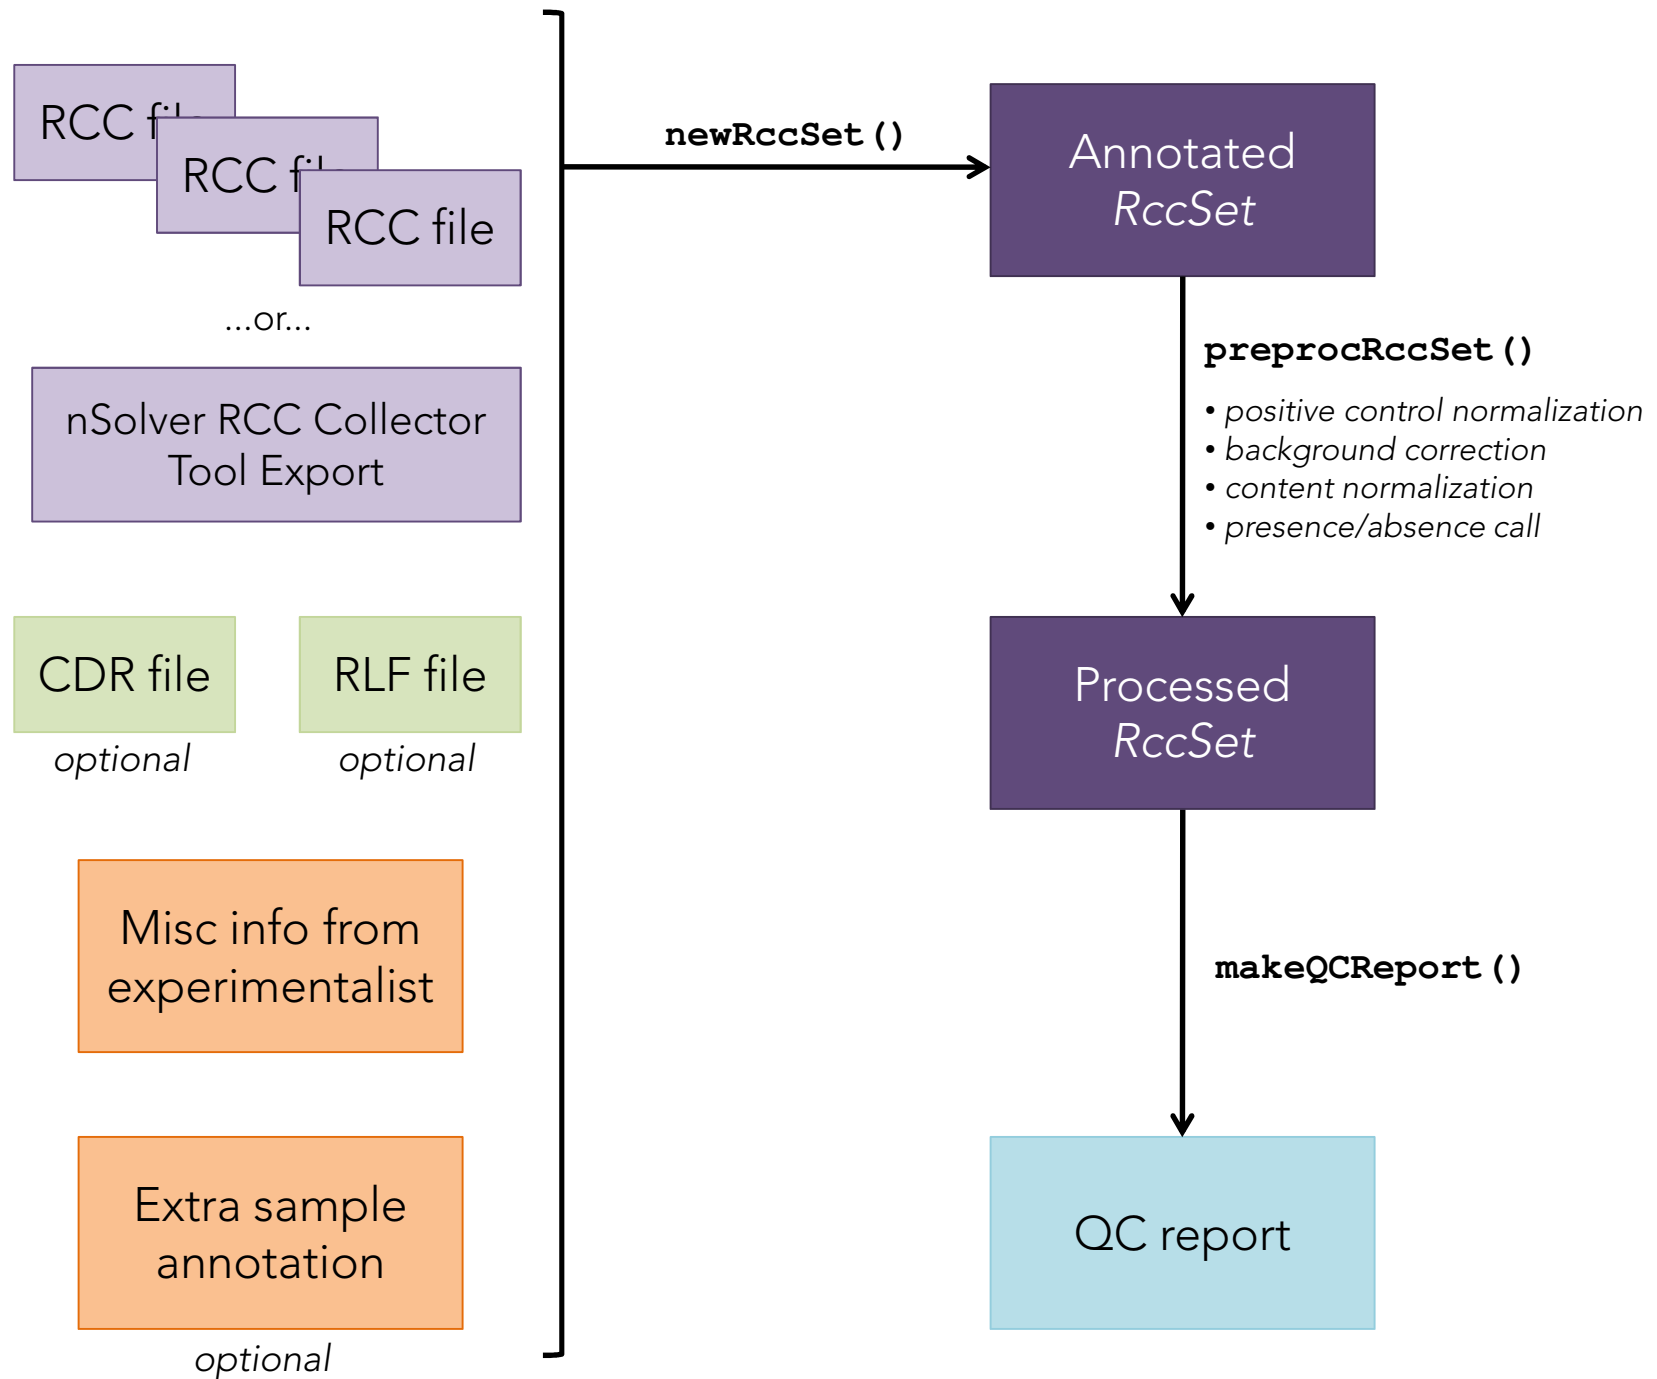 RCC file
RCC file
RCC file
...or...
nSolver RCC Collector
Tool Export
CDR file
optional
RLF file
optional
Misc info from
experimentalist
Extra sample
annotation
optional
newRccSet()
Annotated
RccSet
preprocRccSet()
• positive control normalization
• background correction
• content normalization
• presence/absence call
Processed
RccSet
makeQCReport()
QC report